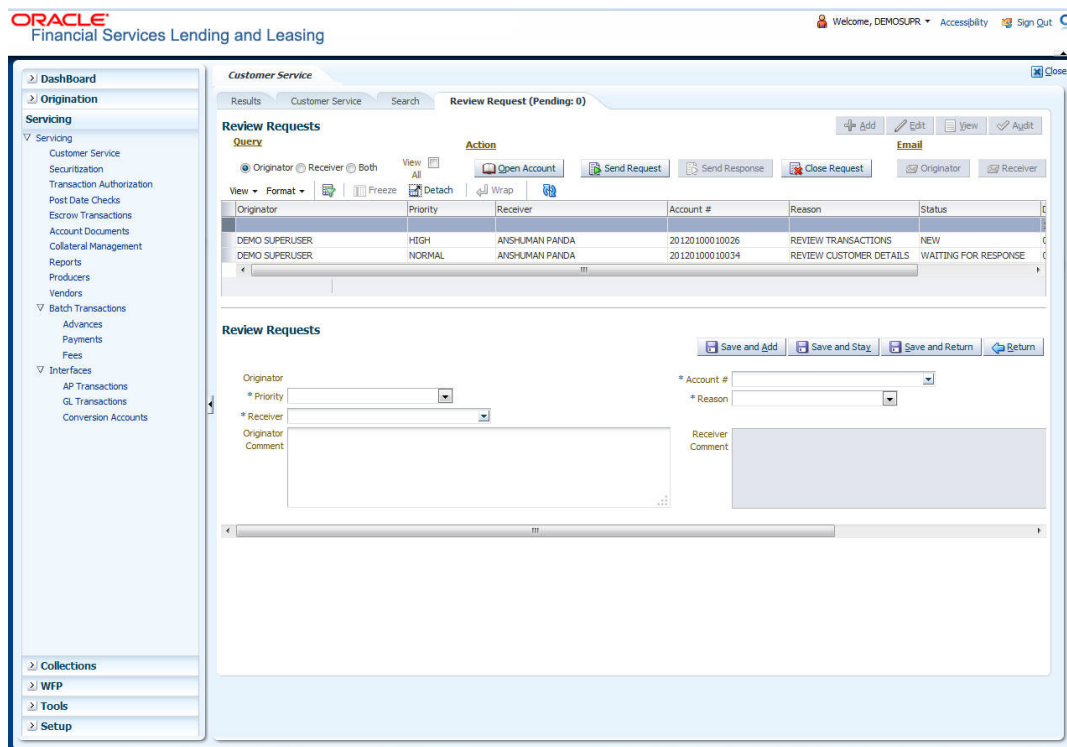 ORACLE
Financial Services Lending and Leasing
Welcome, DEMOSUPR
Accessibility
Sign Out
Close
DashBoard
Origination
Servicing
Servicing
Customer Service
Securitization
Transaction Authorization
Post Date Checks
Escrow Transactions
Account Documents
Collateral Management
Reports
Producers
Vendors
Batch Transactions
Advances
Payments
Fees
Interfaces
AP Transactions
GL Transactions
Conversion Accounts
Collections
WFP
Tools
Setup
Customer Service
Results Customer Service Search Review Request (Pending: 0)
Review Requests
Add Edit View Audit
Query Action Email
Originator Receiver Both View All
Open Account Send Request Send Response Close Request Originator Receiver
View Format Freeze Detach Wrap
Originator Priority Receiver Account # Reason Status
DEMO SUPERUSER HIGH ANSHUMAN PANDA 20120100010026 REVIEW TRANSACTIONS NEW
DEMO SUPERUSER NORMAL ANSHUMAN PANDA 20120100010034 REVIEW CUSTOMER DETAILS WAITING FOR RESPONSE
Review Requests
Save and Add Save and Stay Save and Return Return
Originator * Account #
* Priority * Reason
* Receiver
Originator Comment
Receiver Comment